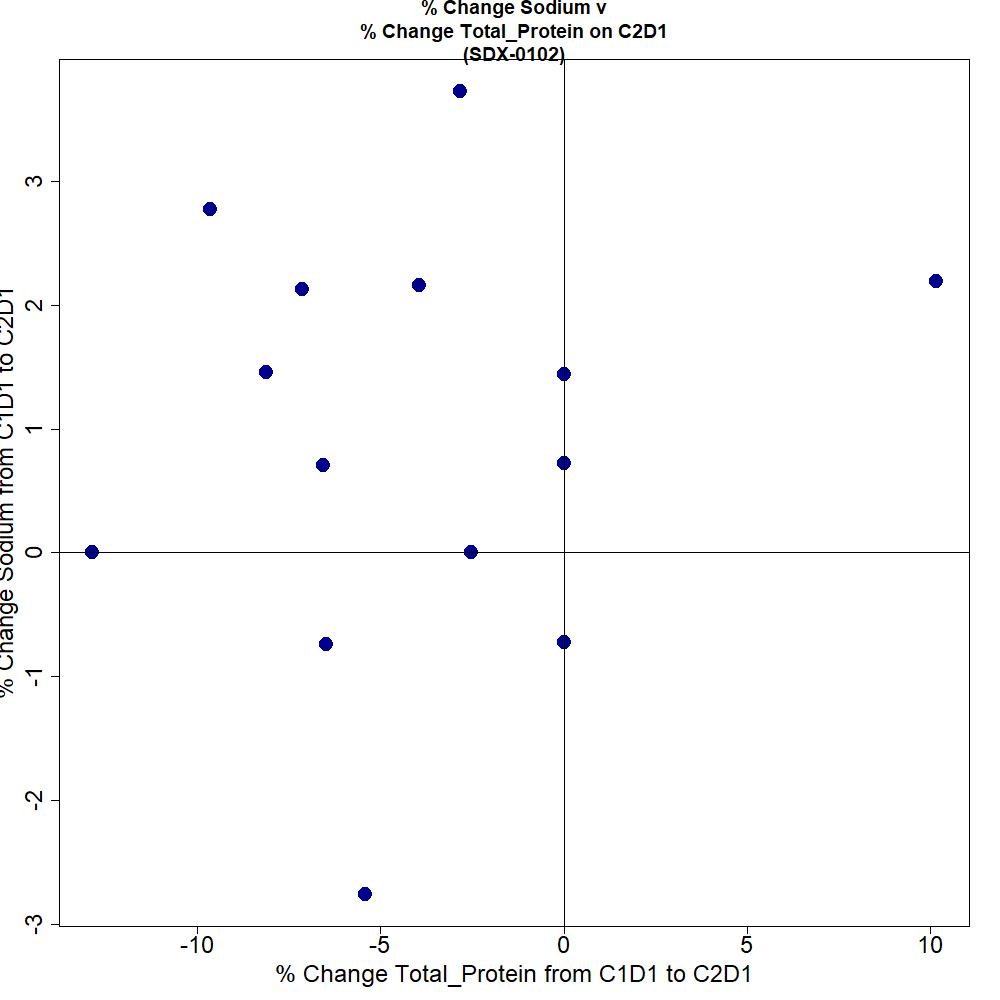 % Change Sodium v
% Change Total_Protein on C2D1
(SDX-0102)
% Change Sodium from C1D1 to C2D1
3
2
1
0
-1
-2
-3
-10
-5
0
5
10
% Change Total_Protein from C1D1 to C2D1